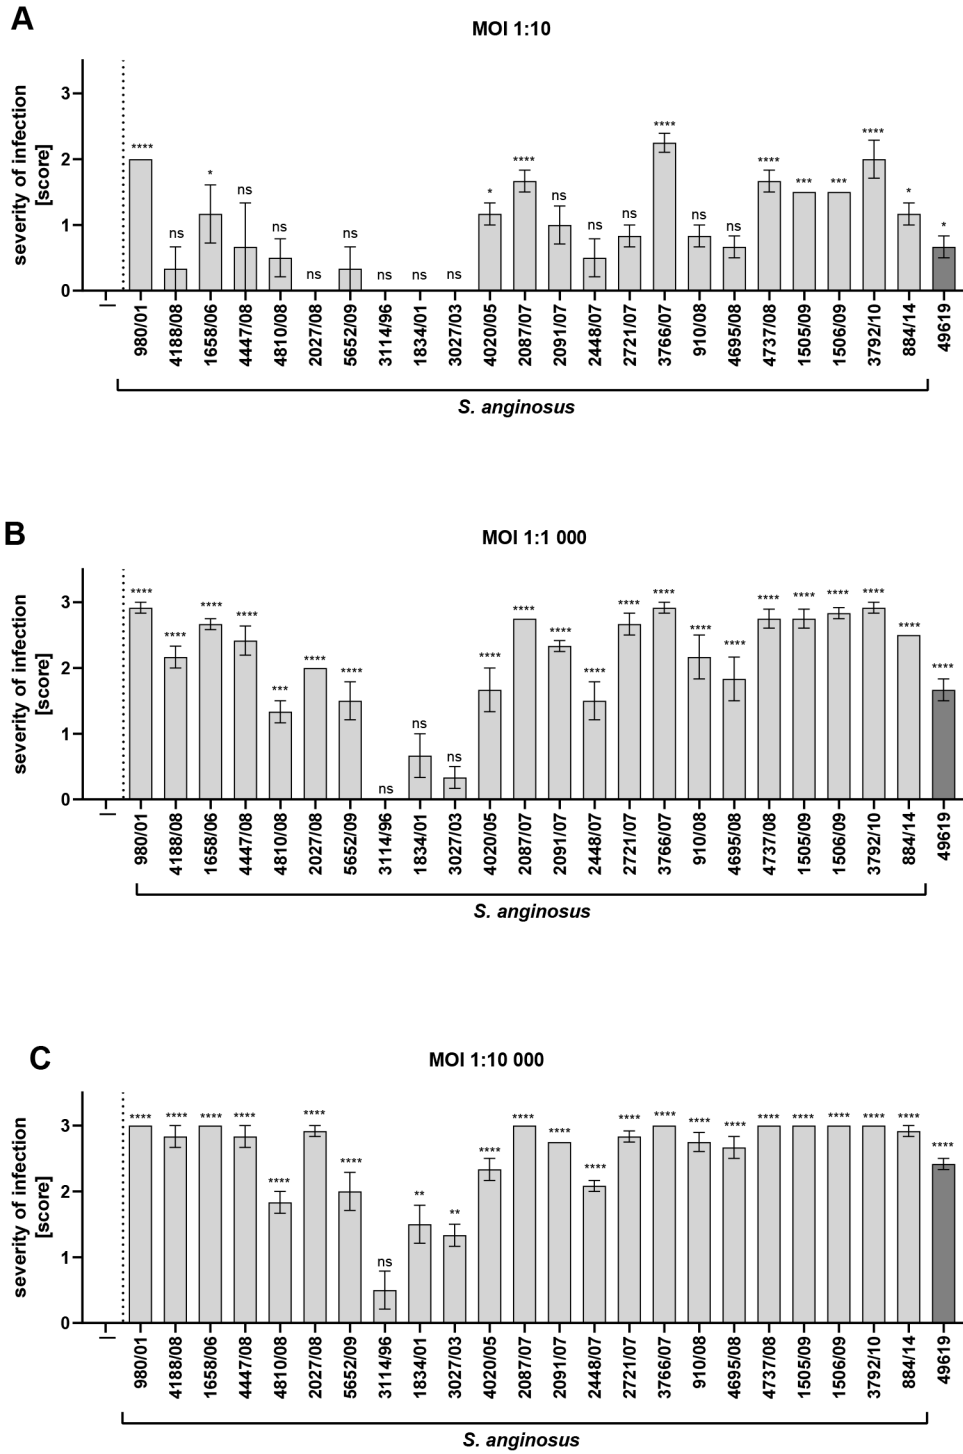 A
MOI 1:10
severity of infection
[score]
3
2
1
0
**** ns * ns ns ns ns ns ns ns * **** ns ns ns **** ns ns **** *** *** **** * *
– 980/01 4188/08 1658/06 4447/08 4810/08 2027/08 5652/09 3114/96 1834/01 3027/03 4020/05 2087/07 2091/07 2448/07 2721/07 3766/07 910/08 4695/08 4737/08 1505/09 1506/09 3792/10 884/14 49619
S. anginosus
B
MOI 1:1 000
severity of infection
[score]
3
2
1
0
**** **** **** **** *** **** **** ns ns ns **** **** **** **** **** **** **** **** **** **** **** **** **** ****
– 980/01 4188/08 1658/06 4447/08 4810/08 2027/08 5652/09 3114/96 1834/01 3027/03 4020/05 2087/07 2091/07 2448/07 2721/07 3766/07 910/08 4695/08 4737/08 1505/09 1506/09 3792/10 884/14 49619
S. anginosus
C
MOI 1:10 000
severity of infection
[score]
3
2
1
0
**** **** **** **** **** **** **** ns ** ** **** **** **** **** **** **** **** **** **** **** **** **** **** ****
– 980/01 4188/08 1658/06 4447/08 4810/08 2027/08 5652/09 3114/96 1834/01 3027/03 4020/05 2087/07 2091/07 2448/07 2721/07 3766/07 910/08 4695/08 4737/08 1505/09 1506/09 3792/10 884/14 49619
S. anginosus